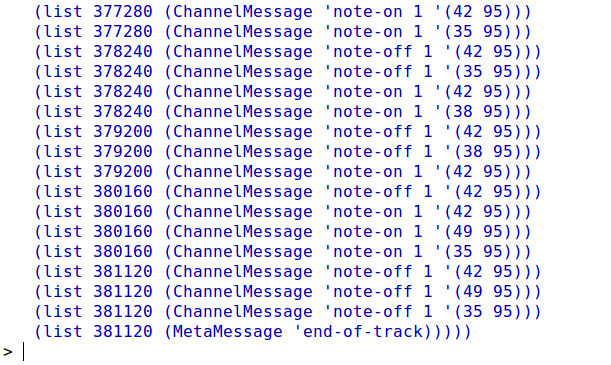 (list 377280 (ChannelMessage 'note-on 1 '(42 95)))
(list 377280 (ChannelMessage 'note-on 1 '(35 95)))
(list 378240 (ChannelMessage 'note-off 1 '(42 95)))
(list 378240 (ChannelMessage 'note-off 1 '(35 95)))
(list 378240 (ChannelMessage 'note-on 1 '(42 95)))
(list 378240 (ChannelMessage 'note-on 1 '(38 95)))
(list 379200 (ChannelMessage 'note-off 1 '(42 95)))
(list 379200 (ChannelMessage 'note-off 1 '(38 95)))
(list 379200 (ChannelMessage 'note-on 1 '(42 95)))
(list 380160 (ChannelMessage 'note-off 1 '(42 95)))
(list 380160 (ChannelMessage 'note-on 1 '(42 95)))
(list 380160 (ChannelMessage 'note-on 1 '(49 95)))
(list 380160 (ChannelMessage 'note-on 1 '(35 95)))
(list 381120 (ChannelMessage 'note-off 1 '(42 95)))
(list 381120 (ChannelMessage 'note-off 1 '(49 95)))
(list 381120 (ChannelMessage 'note-off 1 '(35 95)))
(list 381120 (MetaMessage 'end-of-track)))))
>